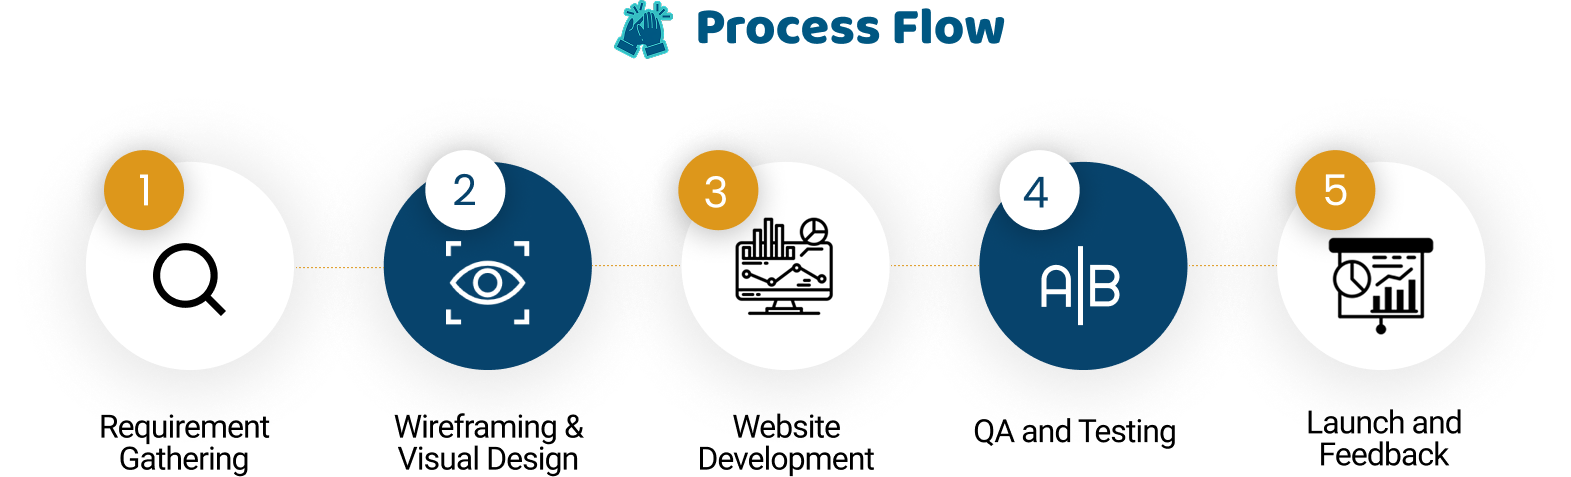 Process Flow
1
2
3
4
5
A|B
Requirement
Gathering
Wireframing &
Visual Design
Website
Development
QA and Testing
Launch and
Feedback